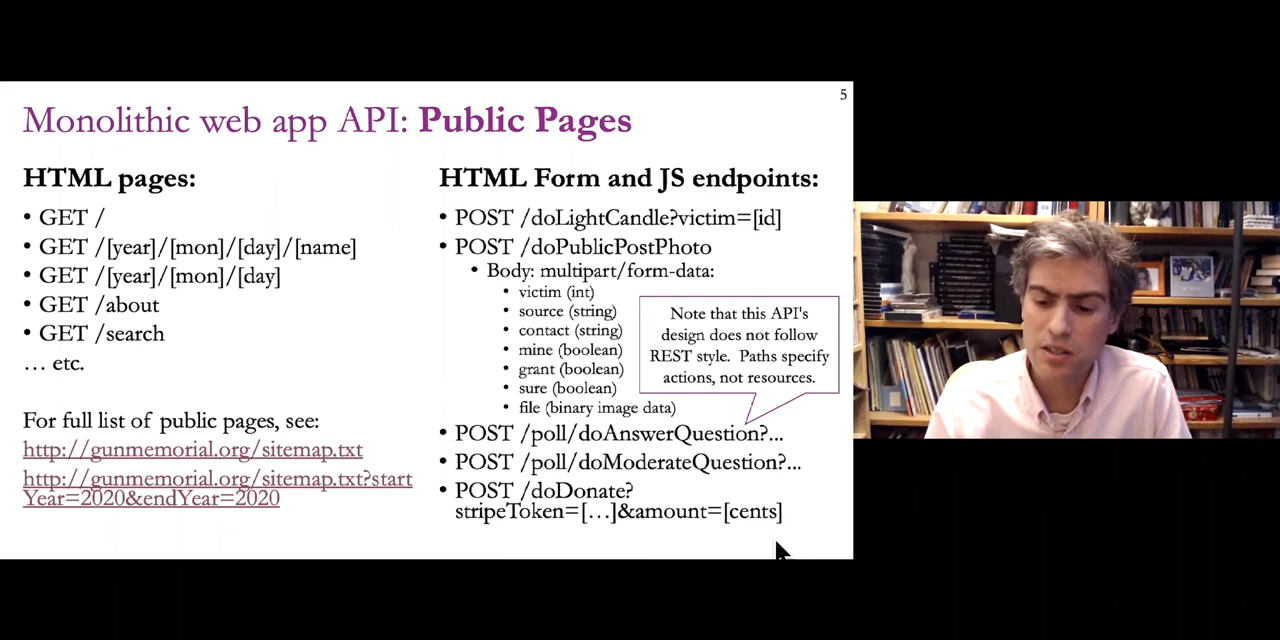 5
Monolithic web app API: Public Pages
HTML pages:
• GET /
• GET /[year]/[mon]/[day]/[name]
• GET /[year]/[mon]/[day]
• GET /about
• GET /search
… etc.
For full list of public pages, see:
http://gunmemorial.org/sitemap.txt
http://gunmemorial.org/sitemap.txt?start
Year=2020&endYear=2020
HTML Form and JS endpoints:
• POST /doLightCandle?victim=[id]
• POST /doPublicPostPhoto
• Body: multipart/form-data:
• victim (int)
• source (string)
• contact (string)
• mine (boolean)
• grant (boolean)
• sure (boolean)
• file (binary image data)
Note that this API's
design does not follow
REST style. Paths specify
actions, not resources.
• POST /poll/doAnswerQuestion?...
• POST /poll/doModerateQuestion?...
• POST /doDonate?
stripeToken=[…]&amount=[cents]